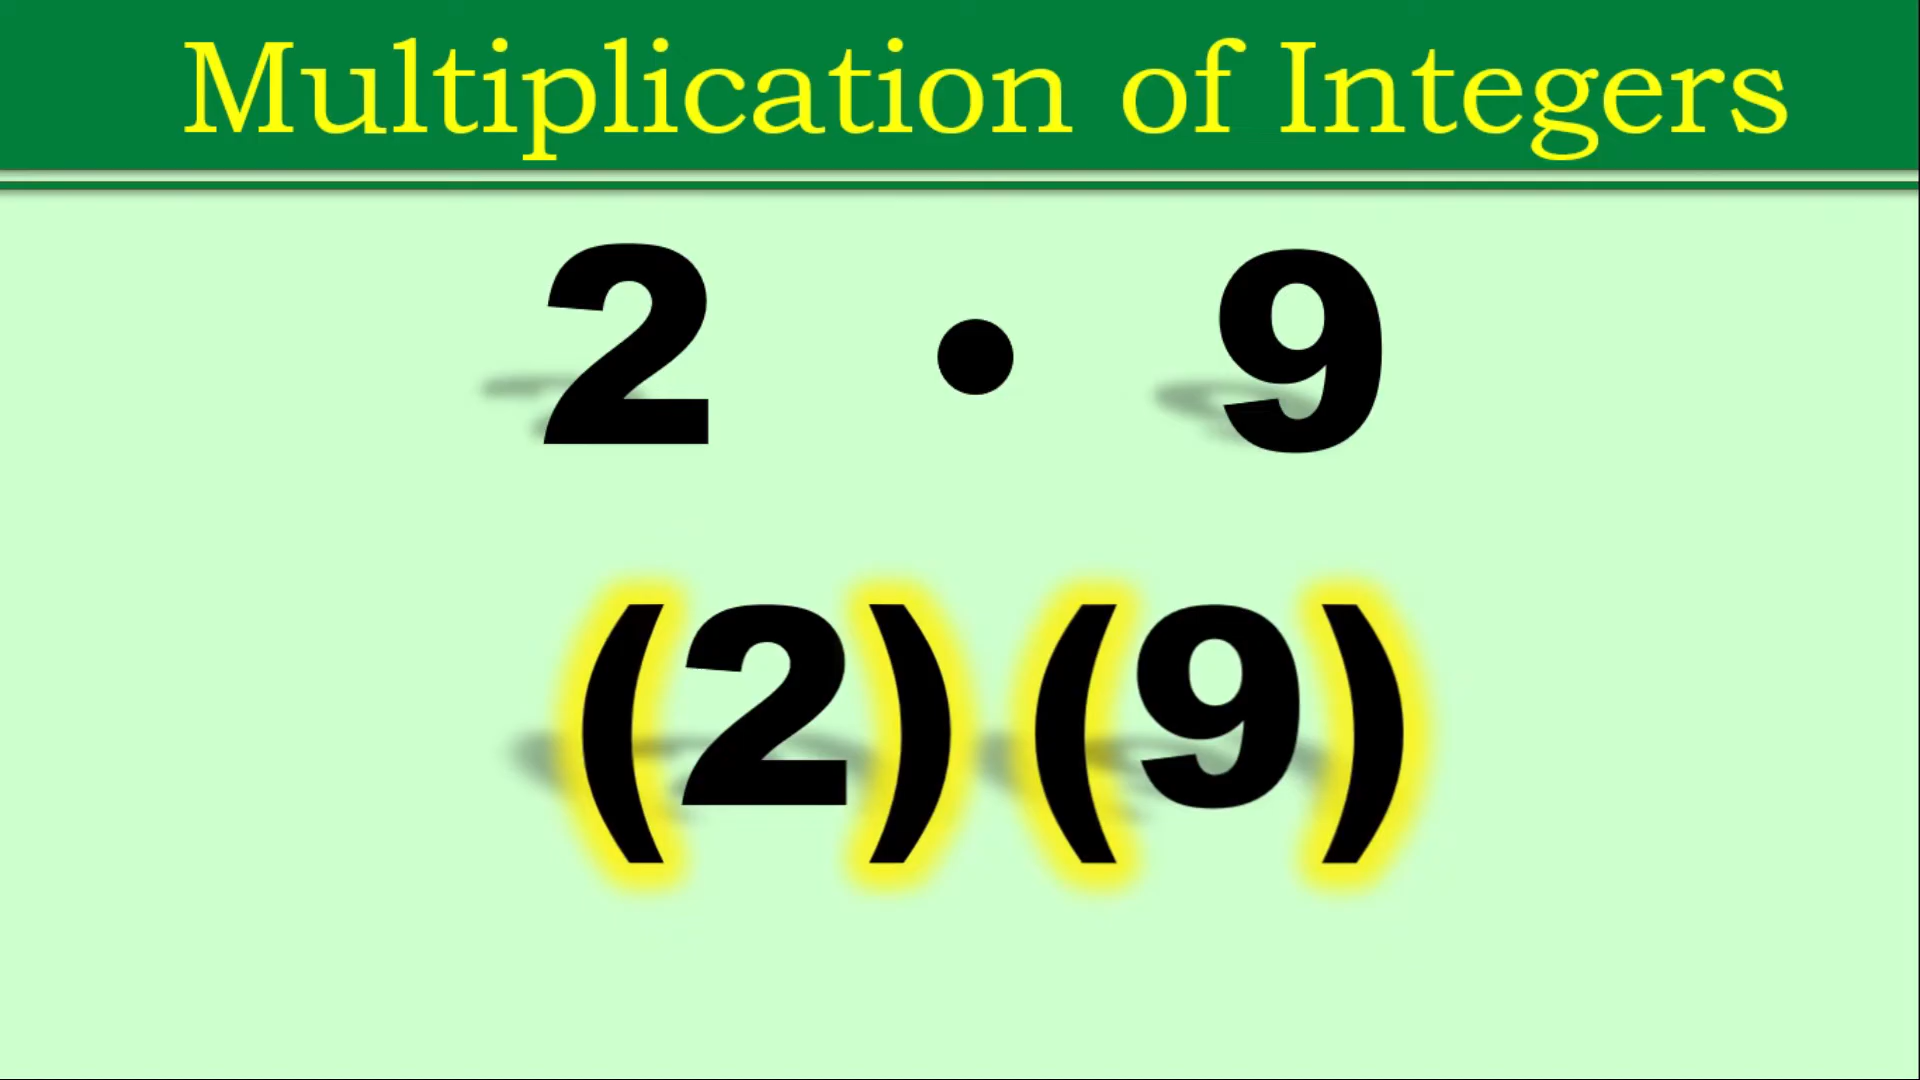 Multiplication of Integers
2 • 9
(2)(9)